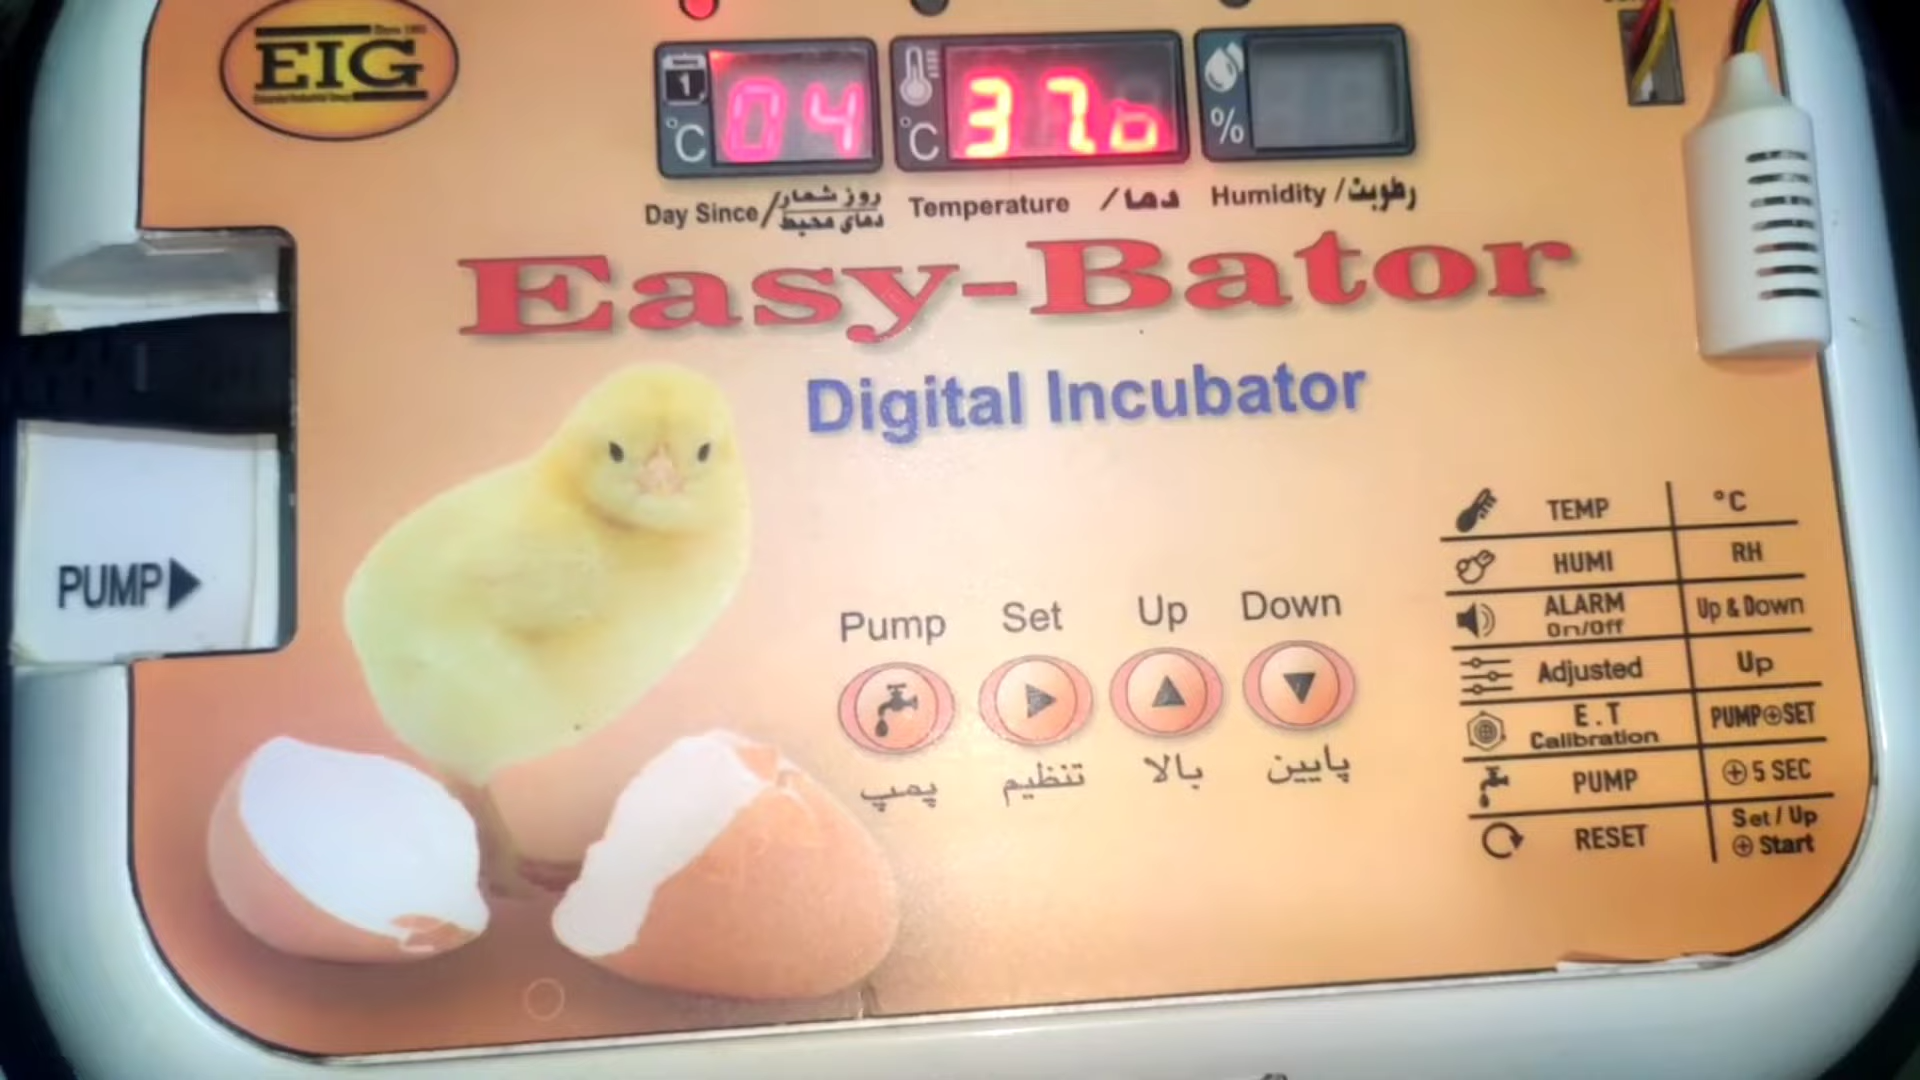 EIG
1
°C
04
°C
37
%
Day Since/روز شمار
دمای محیط
Temperature / دما
Humidity / رطوبت
Easy-Bator
Digital Incubator
PUMP
Pump Set Up Down
پمپ تنظیم بالا پایین
TEMP °C
HUMI RH
ALARM On/Off Up & Down
Adjusted Up
E.T Calibration PUMP⊕SET
PUMP ⊕ 5 SEC
RESET Set / Up ⊕ Start